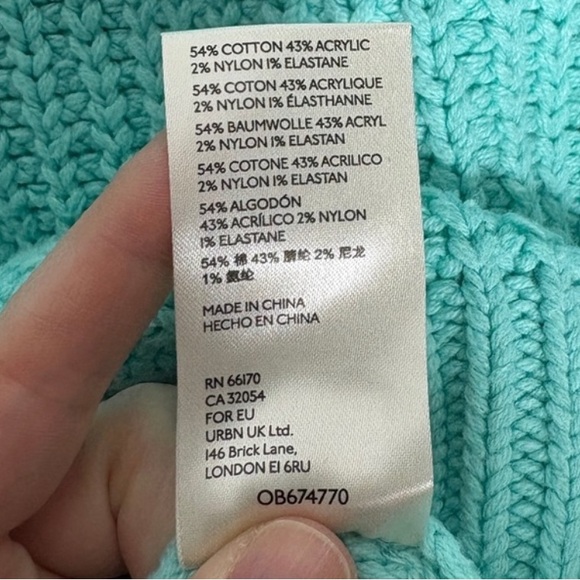 54% COTTON 43% ACRYLIC
2% NYLON 1% ELASTANE
54% COTON 43% ACRYLIQUE
2% NYLON 1% ÉLASTHANNE
54% BAUMWOLLE 43% ACRYL
2% NYLON 1% ELASTAN
54% COTONE 43% ACRILICO
2% NYLON 1% ELASTAN
54% ALGODÓN
43% ACRÍLICO 2% NYLON
1% ELASTANE
54% 棉 43% 腈纶 2% 尼龙
1% 氨纶
MADE IN CHINA
HECHO EN CHINA
RN 66170
CA 32054
FOR EU
URBN UK Ltd.
146 Brick Lane,
LONDON E1 6RU
OB674770